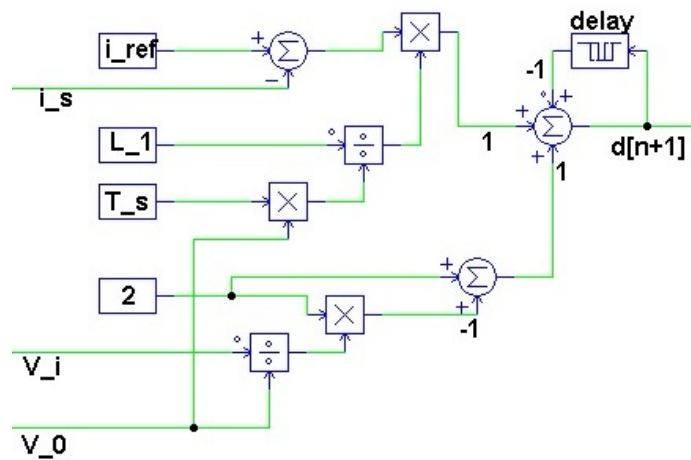 delay
i_ref
+
Σ
×
-1
+
−
i_s
+
Σ
1
+
1
d[n+1]
L_1
÷
T_s
×
2
+
Σ
+
-1
×
÷
V_i
V_0